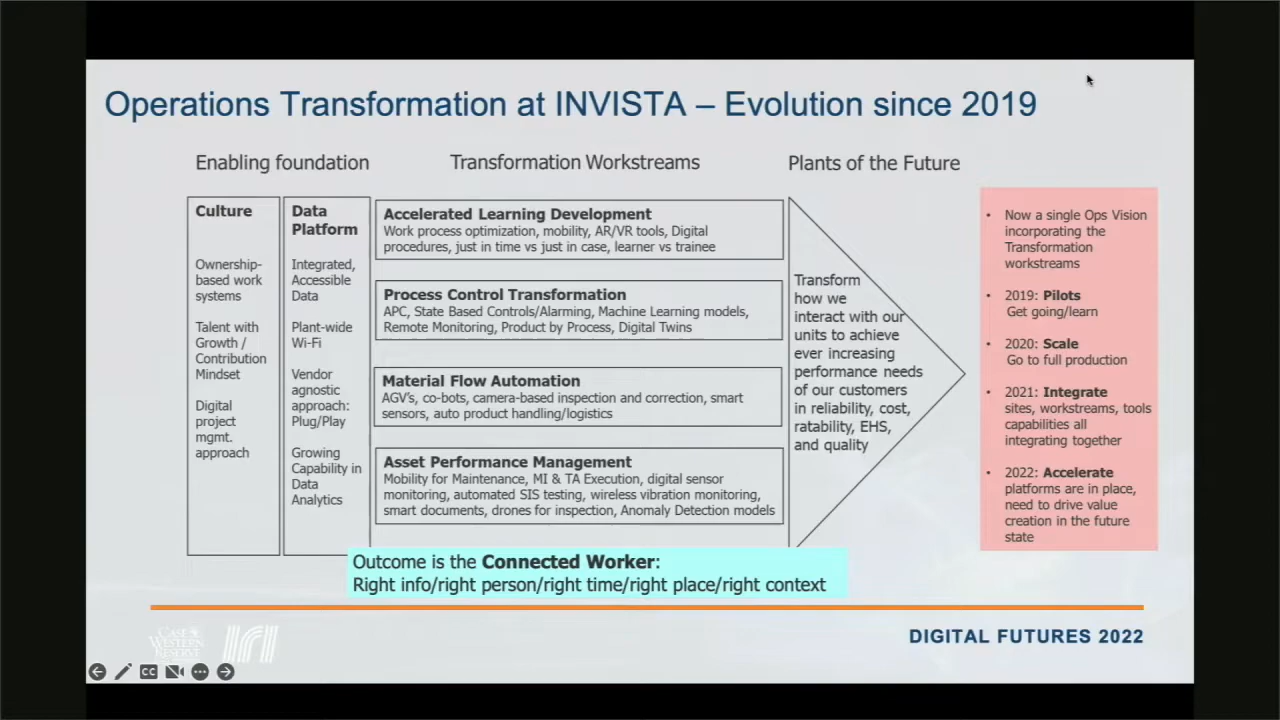 Operations Transformation at INVISTA – Evolution since 2019
Enabling foundation
Transformation Workstreams
Plants of the Future
Culture
Ownership-
based work
systems
Talent with
Growth /
Contribution
Mindset
Digital
project
mgmt.
approach
Data
Platform
Integrated,
Accessible
Data
Plant-wide
Wi-Fi
Vendor
agnostic
approach:
Plug/Play
Growing
Capability in
Data
Analytics
Accelerated Learning Development
Work process optimization, mobility, AR/VR tools, Digital
procedures, just in time vs just in case, learner vs trainee
Process Control Transformation
APC, State Based Controls/Alarming, Machine Learning models,
Remote Monitoring, Product by Process, Digital Twins
Material Flow Automation
AGV's, co-bots, camera-based inspection and correction, smart
sensors, auto product handling/logistics
Asset Performance Management
Mobility for Maintenance, MI & TA Execution, digital sensor
monitoring, automated SIS testing, wireless vibration monitoring,
smart documents, drones for inspection, Anomaly Detection models
Transform
how we
interact with our
units to achieve
ever increasing
performance needs
of our customers
in reliability, cost,
ratability, EHS,
and quality
• Now a single Ops Vision
incorporating the
Transformation
workstreams
• 2019: Pilots
Get going/learn
• 2020: Scale
Go to full production
• 2021: Integrate
sites, workstreams, tools
capabilities all
integrating together
• 2022: Accelerate
platforms are in place,
need to drive value
creation in the future
state
Outcome is the Connected Worker:
Right info/right person/right time/right place/right context
CASE
WESTERN
RESERVE
IRI
DIGITAL FUTURES 2022
CC